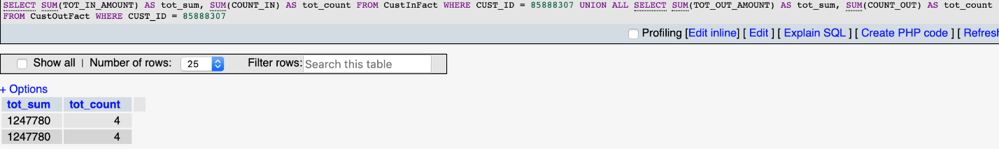 SELECT SUM(TOT_IN_AMOUNT) AS tot_sum, SUM(COUNT_IN) AS tot_count FROM CustInFact WHERE CUST_ID = 85888307 UNION ALL SELECT SUM(TOT_OUT_AMOUNT) AS tot_sum, SUM(COUNT_OUT) AS tot_count
FROM CustOutFact WHERE CUST_ID = 85888307
Profiling [Edit inline] [ Edit ] [ Explain SQL ] [ Create PHP code ] [ Refresh
Show all | Number of rows: 25 Filter rows: Search this table
+ Options
tot_sum tot_count
1247780 4
1247780 4